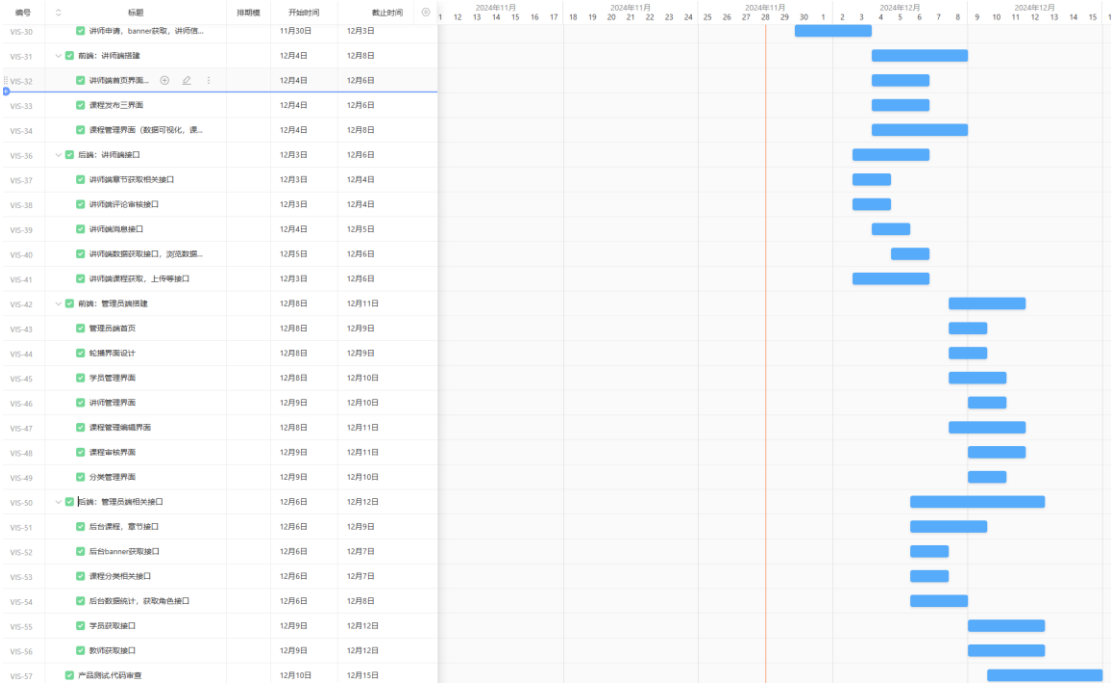 编号 标题 排期槽 开始时间 截止时间 2024年11月 2024年11月 2024年11月 2024年12月 2024年12月
1 12 13 14 15 16 17 18 19 20 21 22 23 24 25 26 27 28 29 30 1 2 3 4 5 6 7 8 9 10 11 12 13 14 15 1
VIS-30 讲师申请，banner获取，讲师信... 11月30日 12月3日
VIS-31 前端：讲师端搭建 12月4日 12月8日
VIS-32 讲师端首页界面... 12月4日 12月6日
VIS-33 课程发布三界面 12月4日 12月6日
VIS-34 课程管理界面（数据可视化，课... 12月4日 12月8日
VIS-36 后端：讲师端接口 12月3日 12月6日
VIS-37 讲师端章节获取相关接口 12月3日 12月4日
VIS-38 讲师端评论审核接口 12月3日 12月4日
VIS-39 讲师端消息接口 12月4日 12月5日
VIS-40 讲师端数据获取接口，浏览数据... 12月5日 12月6日
VIS-41 讲师端课程获取，上传等接口 12月3日 12月6日
VIS-42 前端：管理员端搭建 12月8日 12月11日
VIS-43 管理员端首页 12月8日 12月9日
VIS-44 轮播界面设计 12月8日 12月9日
VIS-45 学员管理界面 12月8日 12月10日
VIS-46 讲师管理界面 12月9日 12月10日
VIS-47 课程管理编辑界面 12月8日 12月11日
VIS-48 课程审核界面 12月9日 12月11日
VIS-49 分类管理界面 12月9日 12月10日
VIS-50 后端：管理员端相关接口 12月6日 12月12日
VIS-51 后台课程，章节接口 12月6日 12月9日
VIS-52 后台banner获取接口 12月6日 12月7日
VIS-53 课程分类相关接口 12月6日 12月7日
VIS-54 后台数据统计，获取角色接口 12月6日 12月8日
VIS-55 学员获取接口 12月9日 12月12日
VIS-56 教师获取接口 12月9日 12月12日
VIS-57 产品测试,代码审查 12月10日 12月15日